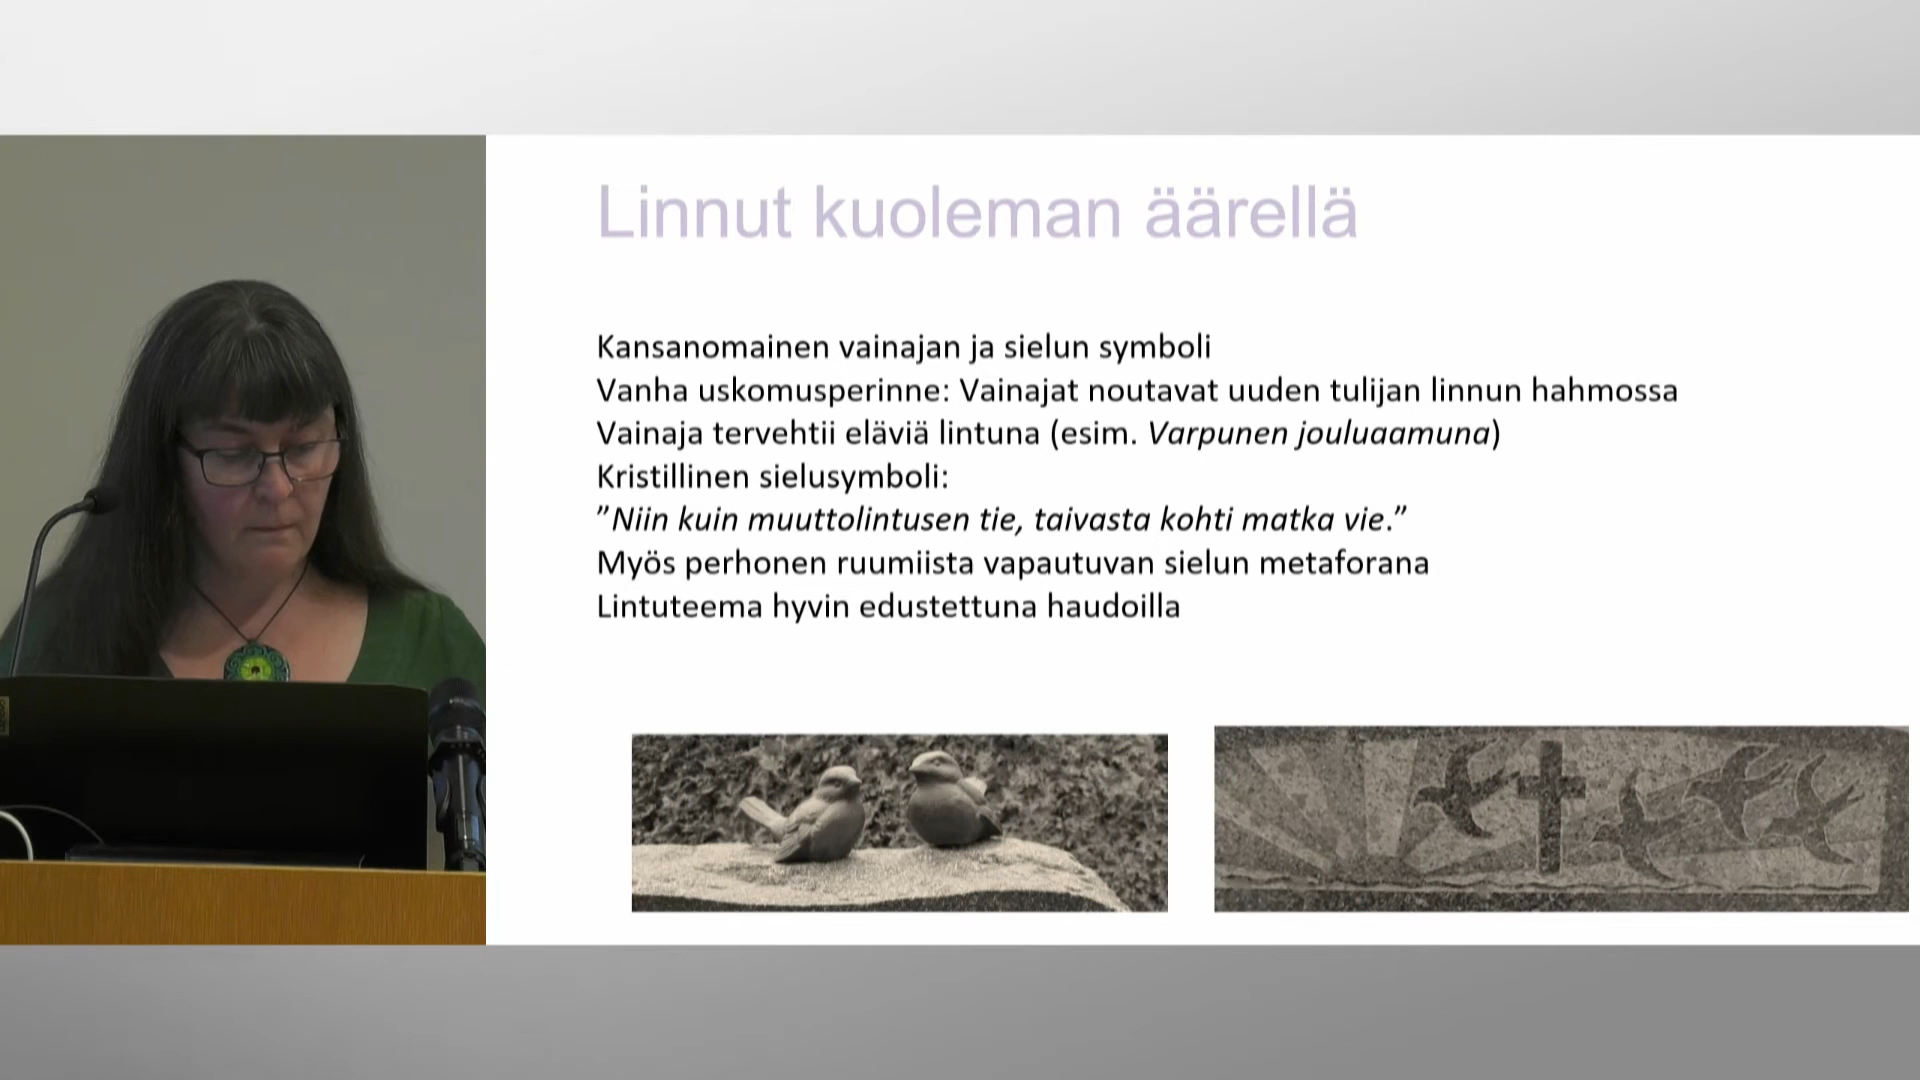 Linnut kuoleman äärellä
Kansanomainen vainajan ja sielun symboli
Vanha uskomusperinne: Vainajat noutavat uuden tulijan linnun hahmossa
Vainaja tervehtii eläviä lintuna (esim. Varpunen jouluaamuna)
Kristillinen sielusymboli:
”Niin kuin muuttolintusen tie, taivasta kohti matka vie.”
Myös perhonen ruumiista vapautuvan sielun metaforana
Lintuteema hyvin edustettuna haudoilla